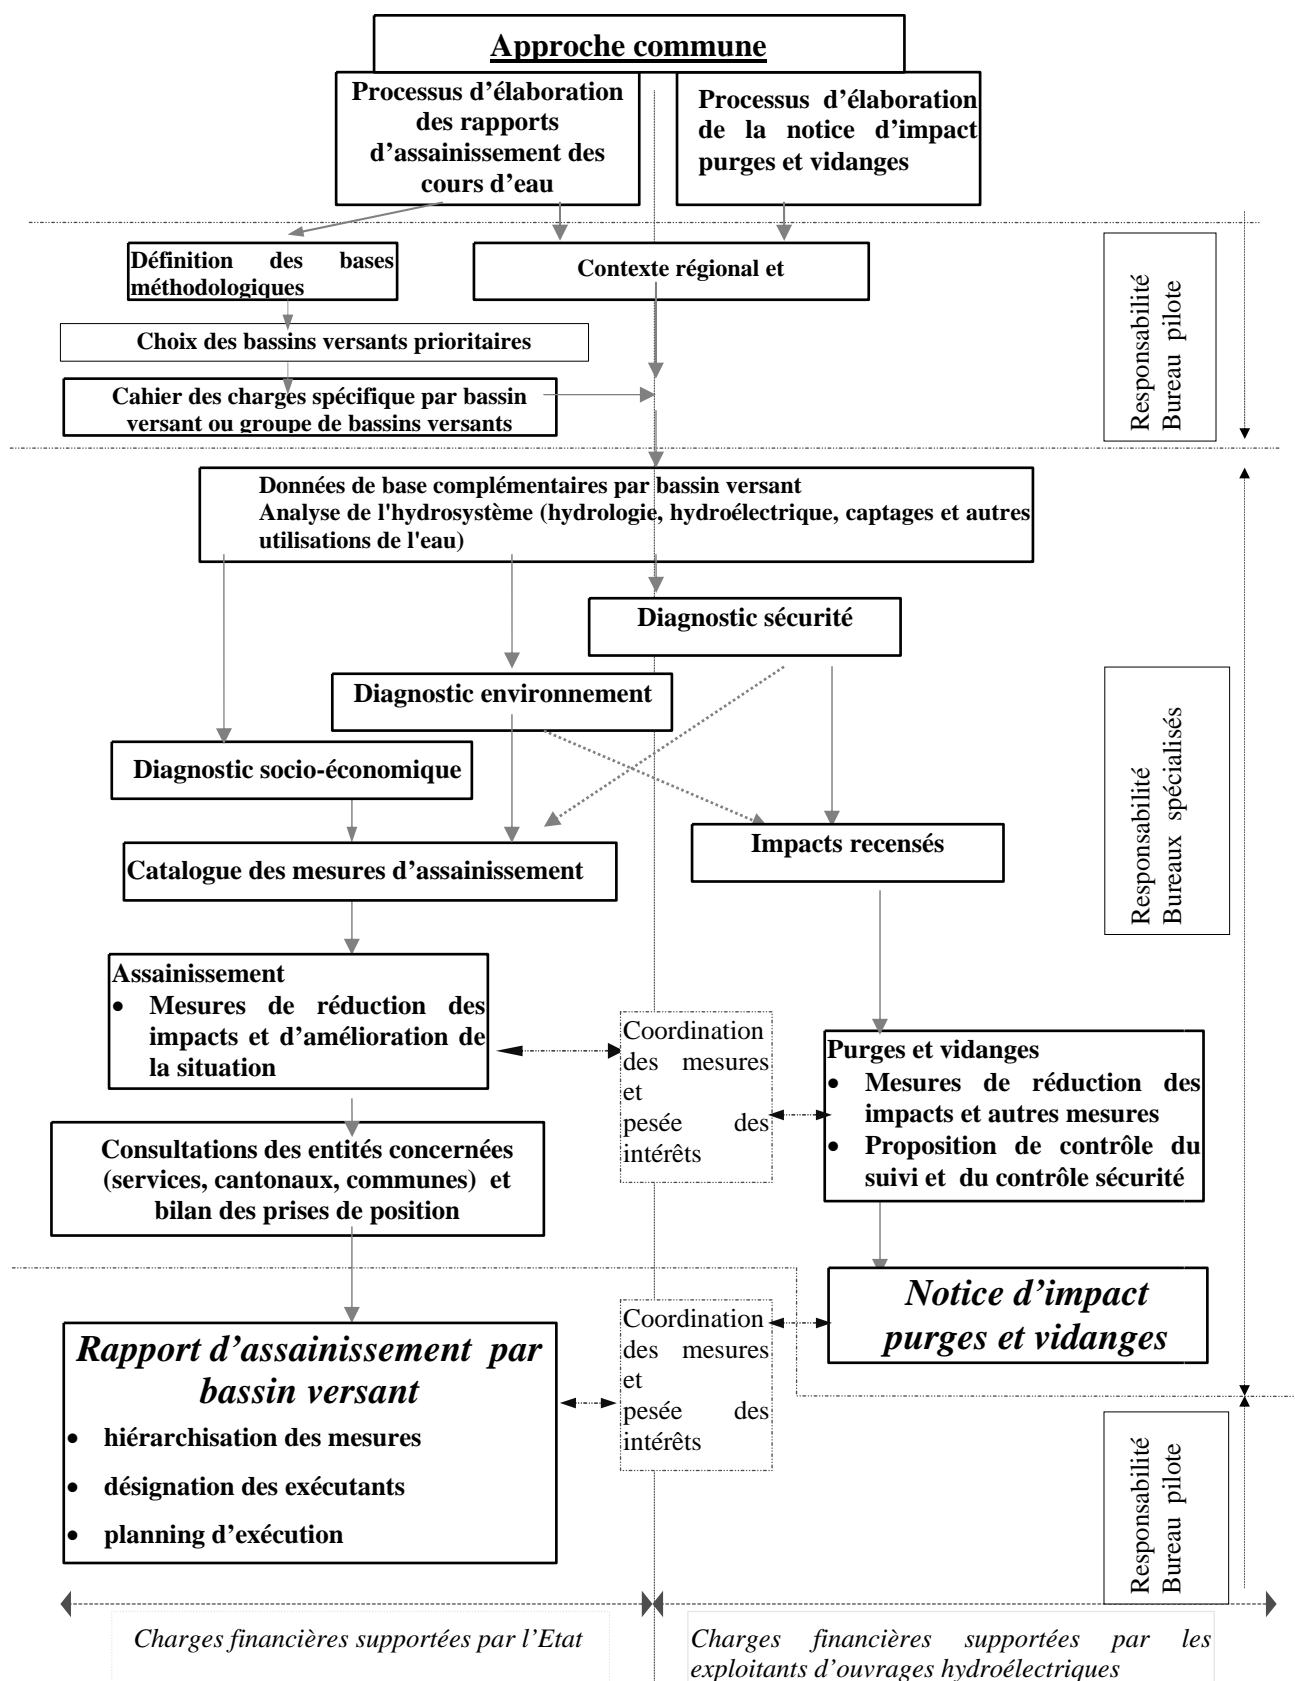 Approche commune
Processus d’élaboration
des rapports
d’assainissement des
cours d’eau
Processus d’élaboration
de la notice d’impact
purges et vidanges
Définition des bases
méthodologiques
Contexte régional et
Responsabilité
Bureau pilote
Choix des bassins versants prioritaires
Cahier des charges spécifique par bassin
versant ou groupe de bassins versants
Données de base complémentaires par bassin versant
Analyse de l'hydrosystème (hydrologie, hydroélectrique, captages et autres
utilisations de l'eau)
Diagnostic sécurité
Diagnostic environnement
Diagnostic socio-économique
Responsabilité
Bureaux spécialisés
Impacts recensés
Catalogue des mesures d’assainissement
Assainissement
• Mesures de réduction des
impacts et d’amélioration de
la situation
Coordination
des mesures
et
pesée des
intérêts
Purges et vidanges
• Mesures de réduction des
impacts et autres mesures
• Proposition de contrôle du
suivi et du contrôle sécurité
Consultations des entités concernées
(services, cantonaux, communes) et
bilan des prises de position
Notice d’impact
purges et vidanges
Coordination
des mesures
et
pesée des
intérêts
Rapport d’assainissement par
bassin versant
• hiérarchisation des mesures
• désignation des exécutants
• planning d’exécution
Responsabilité
Bureau pilote
Charges financières supportées par l’Etat
Charges financières supportées par les
exploitants d’ouvrages hydroélectriques